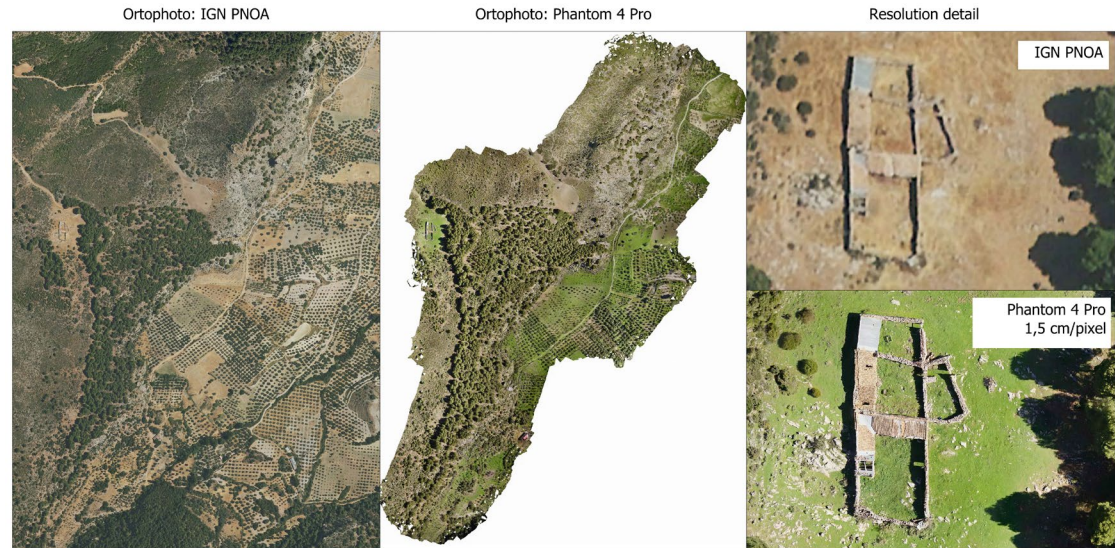 Ortophoto: IGN PNOA
Ortophoto: Phantom 4 Pro
Resolution detail
IGN PNOA
Phantom 4 Pro
1,5 cm/pixel